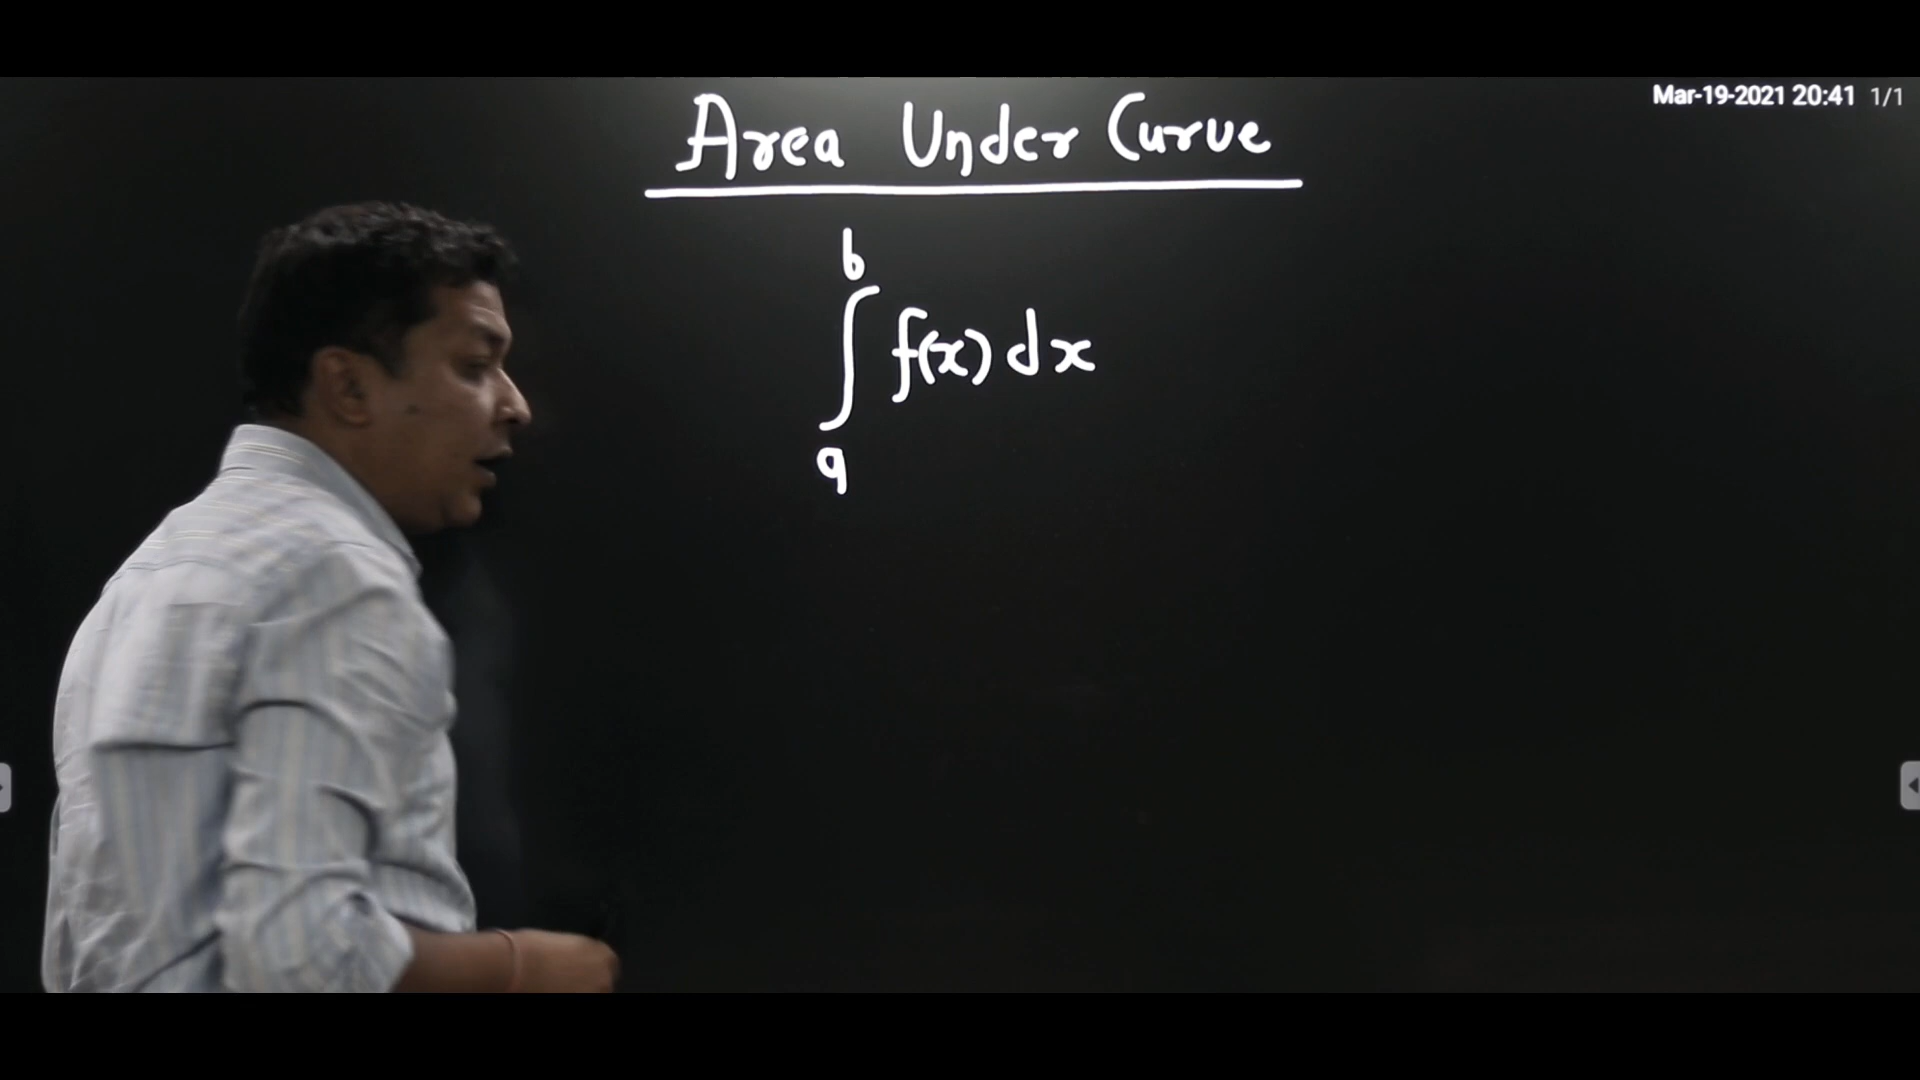 Mar-19-2021 20:41 1/1
Area Under Curve
b
∫ f(x) dx
a